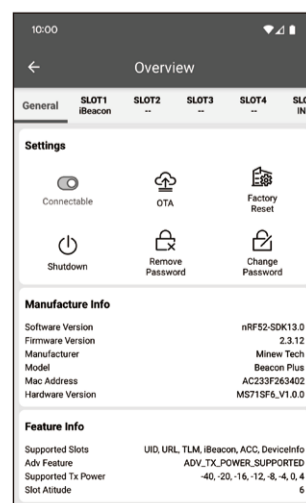 10:00
Overview
General SLOT1 SLOT2 SLOT3 SLOT4 SLO
iBeacon -- -- -- IN
Settings
Connectable OTA Factory Reset
Shutdown Remove Password Change Password
Manufacture Info
Software Version nRF52-SDK13.0
Firmware Version 2.3.12
Manufacturer Minew Tech
Model Beacon Plus
Mac Address AC233F263402
Hardware Version MS71SF6_V1.0.0
Feature Info
Supported Slots UID, URL, TLM, iBeacon, ACC, DeviceInfo
Adv Feature ADV_TX_POWER_SUPPORTED
Supported Tx Power -40, -20, -16, -12, -8, -4, 0, 4
Slot Atitude 6